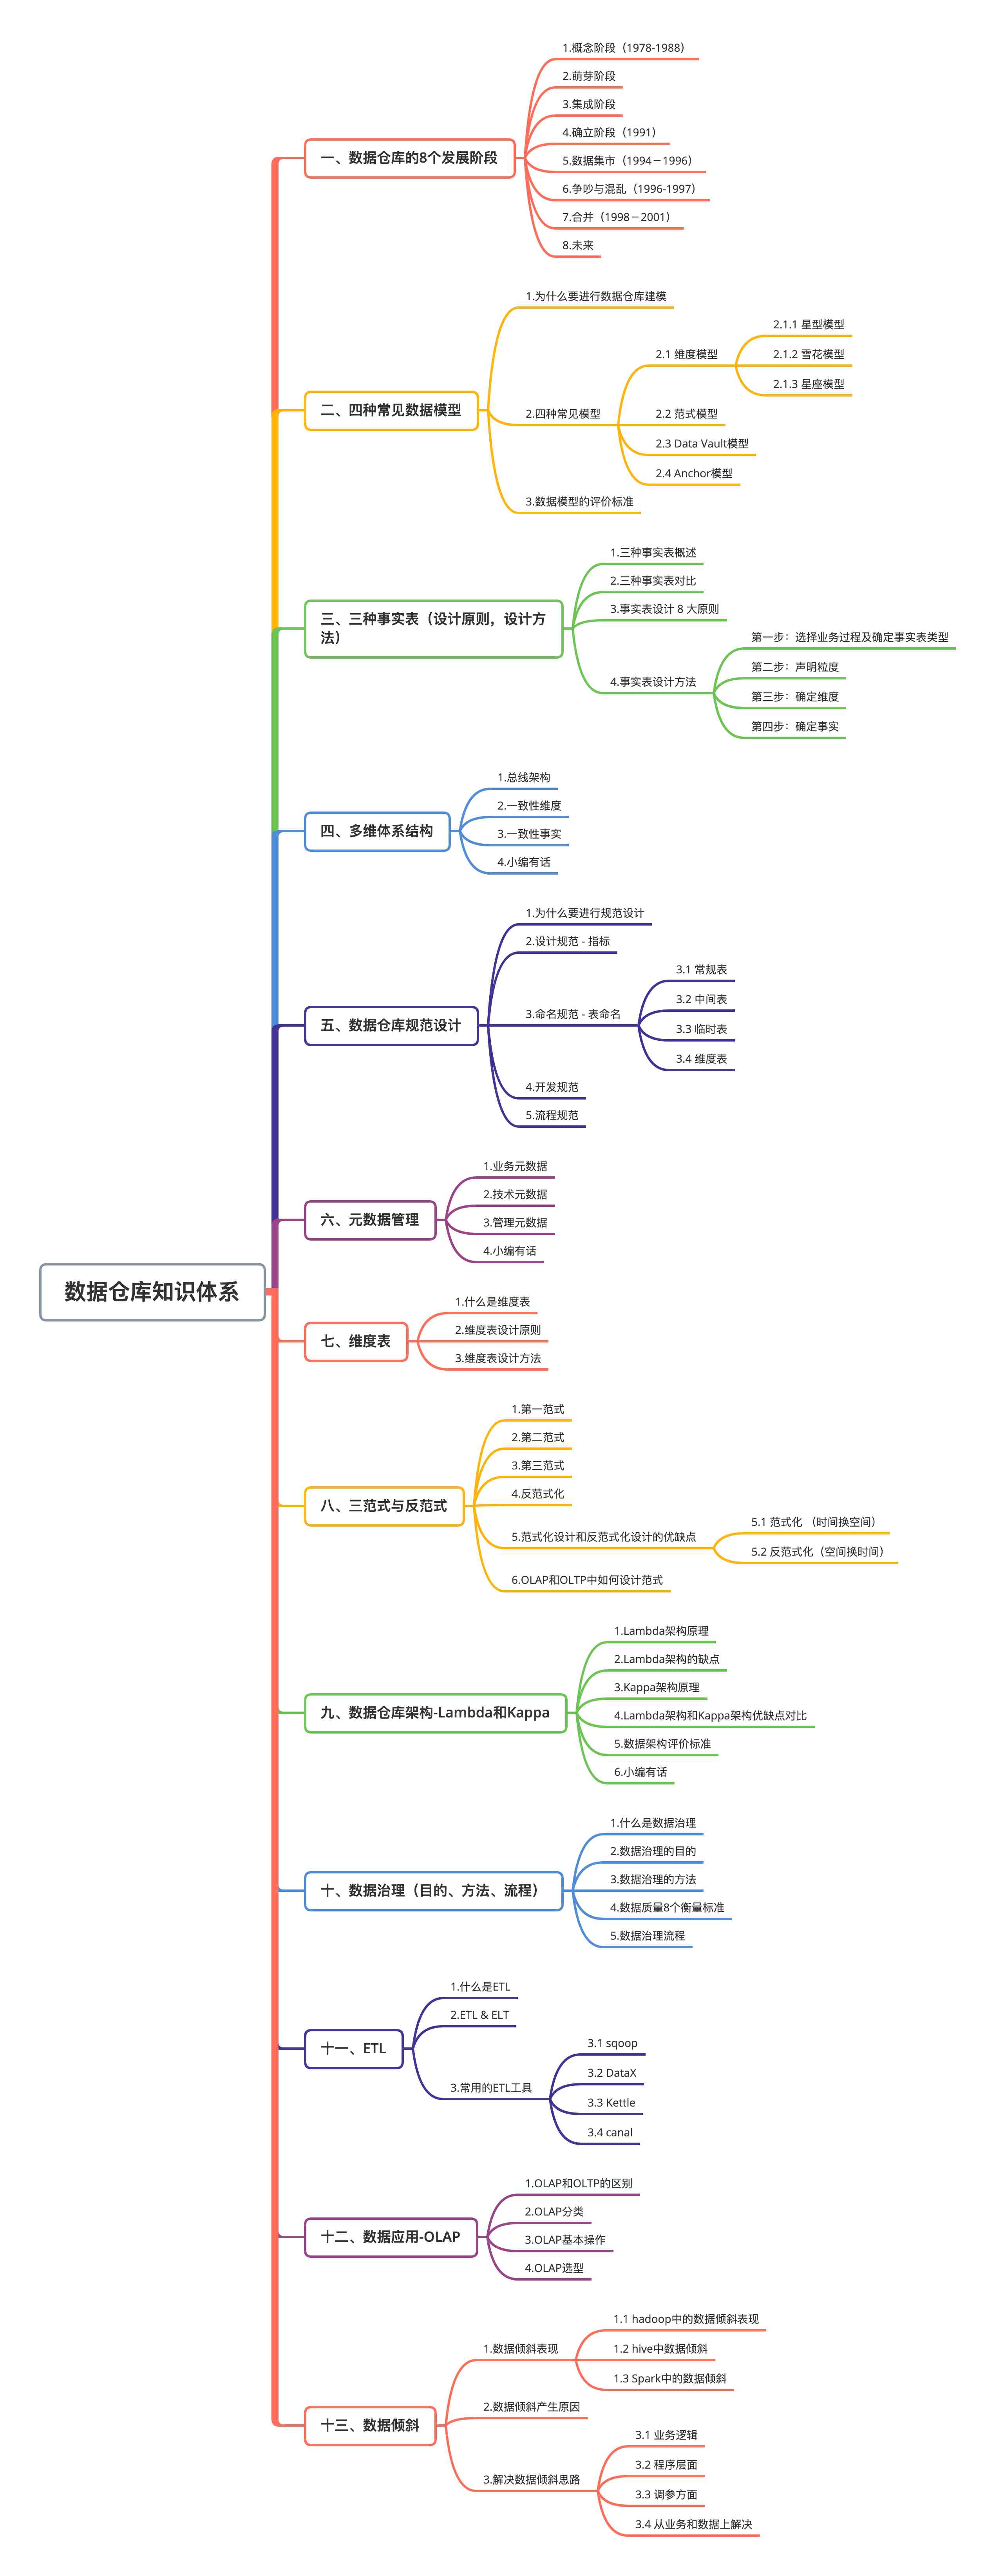 数据仓库知识体系
一、数据仓库的8个发展阶段
1.概念阶段（1978-1988）
2.萌芽阶段
3.集成阶段
4.确立阶段（1991）
5.数据集市（1994－1996）
6.争吵与混乱（1996-1997）
7.合并（1998－2001）
8.未来
二、四种常见数据模型
1.为什么要进行数据仓库建模
2.四种常见模型
2.1 维度模型
2.1.1 星型模型
2.1.2 雪花模型
2.1.3 星座模型
2.2 范式模型
2.3 Data Vault模型
2.4 Anchor模型
3.数据模型的评价标准
三、三种事实表（设计原则，设计方
法）
1.三种事实表概述
2.三种事实表对比
3.事实表设计 8 大原则
4.事实表设计方法
第一步：选择业务过程及确定事实表类型
第二步：声明粒度
第三步：确定维度
第四步：确定事实
四、多维体系结构
1.总线架构
2.一致性维度
3.一致性事实
4.小编有话
五、数据仓库规范设计
1.为什么要进行规范设计
2.设计规范 - 指标
3.命名规范 - 表命名
3.1 常规表
3.2 中间表
3.3 临时表
3.4 维度表
4.开发规范
5.流程规范
六、元数据管理
1.业务元数据
2.技术元数据
3.管理元数据
4.小编有话
七、维度表
1.什么是维度表
2.维度表设计原则
3.维度表设计方法
八、三范式与反范式
1.第一范式
2.第二范式
3.第三范式
4.反范式化
5.范式化设计和反范式化设计的优缺点
5.1 范式化 （时间换空间）
5.2 反范式化（空间换时间）
6.OLAP和OLTP中如何设计范式
九、数据仓库架构-Lambda和Kappa
1.Lambda架构原理
2.Lambda架构的缺点
3.Kappa架构原理
4.Lambda架构和Kappa架构优缺点对比
5.数据架构评价标准
6.小编有话
十、数据治理（目的、方法、流程）
1.什么是数据治理
2.数据治理的目的
3.数据治理的方法
4.数据质量8个衡量标准
5.数据治理流程
十一、ETL
1.什么是ETL
2.ETL & ELT
3.常用的ETL工具
3.1 sqoop
3.2 DataX
3.3 Kettle
3.4 canal
十二、数据应用-OLAP
1.OLAP和OLTP的区别
2.OLAP分类
3.OLAP基本操作
4.OLAP选型
十三、数据倾斜
1.数据倾斜表现
1.1 hadoop中的数据倾斜表现
1.2 hive中数据倾斜
1.3 Spark中的数据倾斜
2.数据倾斜产生原因
3.解决数据倾斜思路
3.1 业务逻辑
3.2 程序层面
3.3 调参方面
3.4 从业务和数据上解决